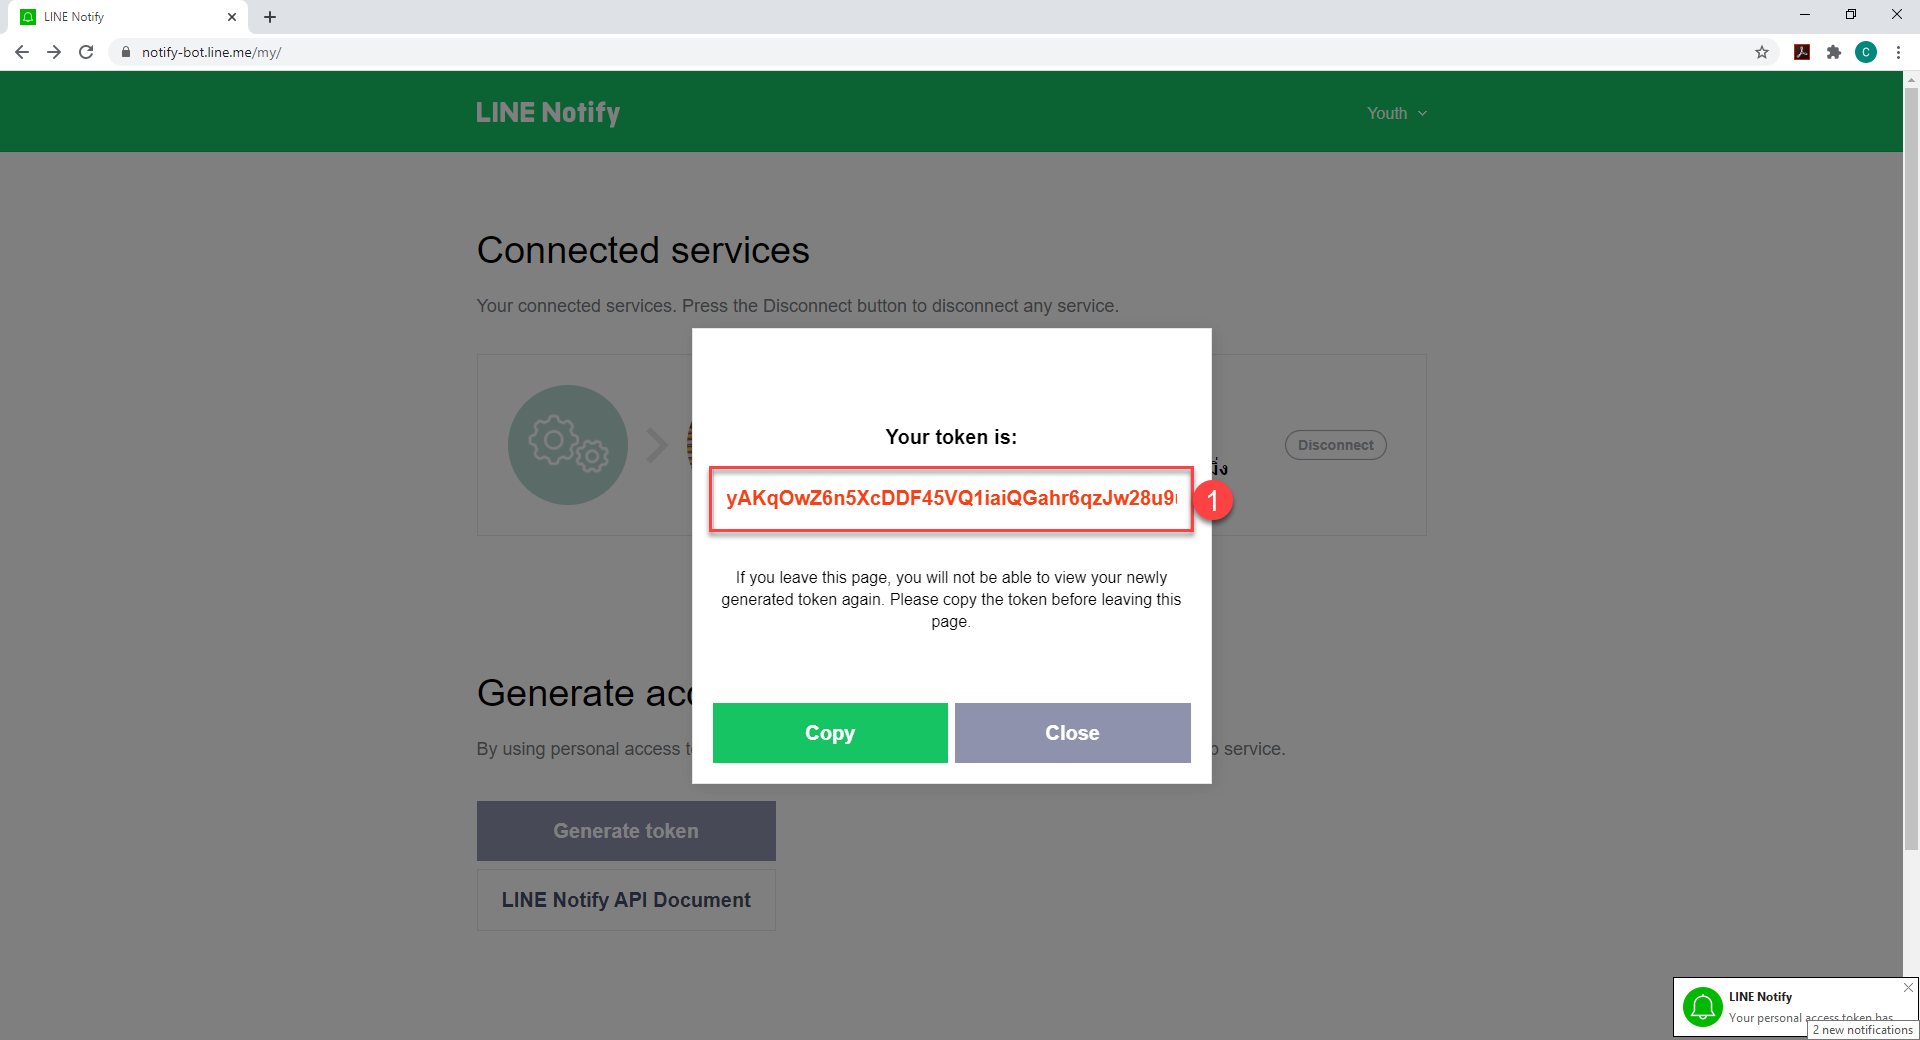 LINE Notify
notify-bot.line.me/my/
C
LINE Notify
Youth
Connected services
Your connected services. Press the Disconnect button to disconnect any service.
Disconnect
Your token is:
yAKqOwZ6n5XcDDF45VQ1iaiQGahr6qzJw28u9
1
If you leave this page, you will not be able to view your newly
generated token again. Please copy the token before leaving this
page.
Copy
Close
Generate
By using personal access
service.
Generate token
LINE Notify API Document
LINE Notify
Your personal access token has
2 new notifications